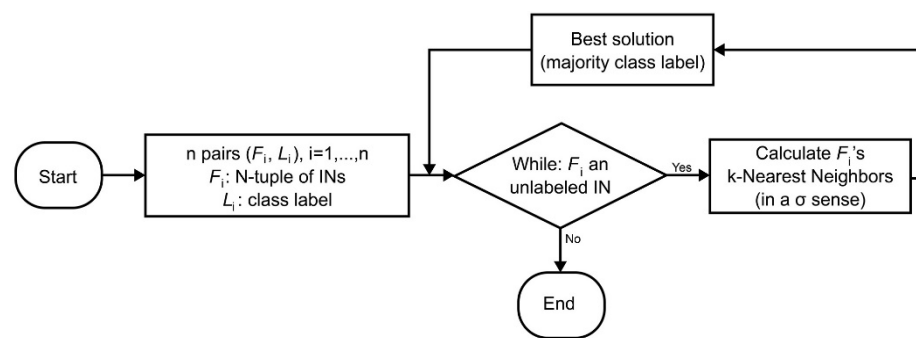 Best solution
(majority class label)
Start
n pairs (Fi, Li), i=1,...,n
Fi: N-tuple of INs
Li: class label
While: Fi an
unlabeled IN
Yes
Calculate Fi's
k-Nearest Neighbors
(in a σ sense)
No
End